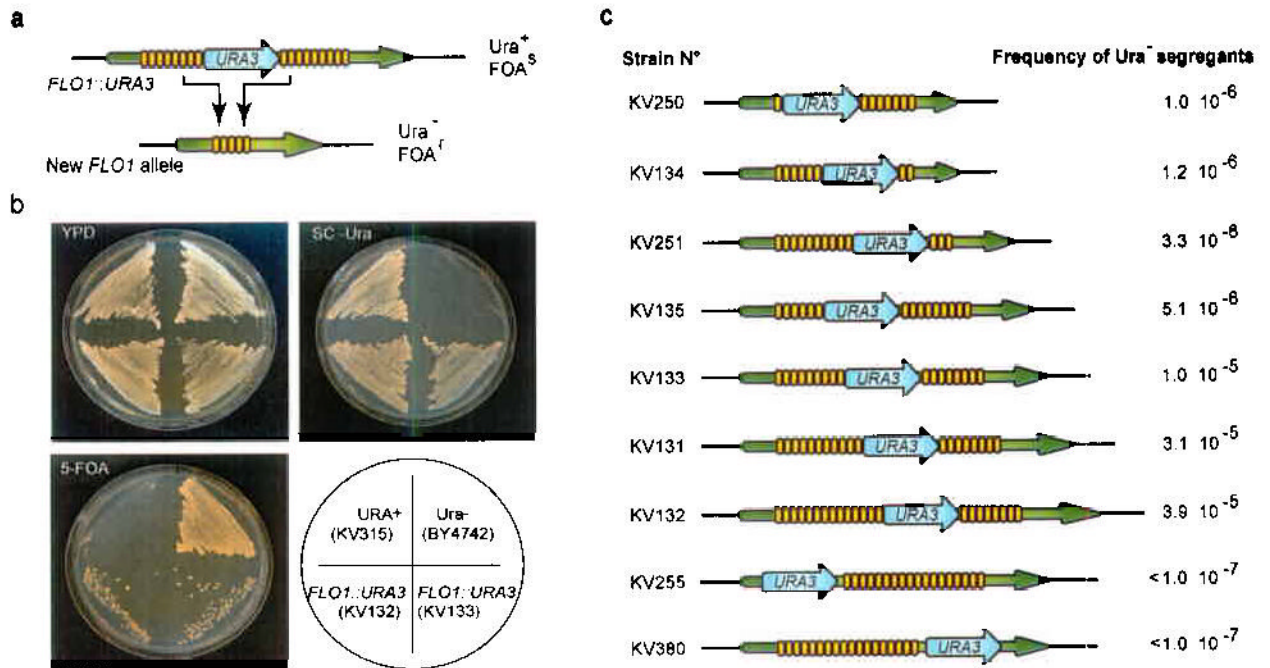 a
URA3
Ura⁺
FOAˢ
FLO1::URA3
Ura⁻
FOAʳ
New FLO1 allele
b
YPD
SC -Ura
5-FOA
URA+
(KV315)
Ura-
(BY4742)
FLO1::URA3
(KV132)
FLO1::URA3
(KV133)
c
Strain N° Frequency of Ura⁻ segregants
KV250 URA3 1.0 10⁻⁶
KV134 URA3 1.2 10⁻⁶
KV251 URA3 3.3 10⁻⁶
KV135 URA3 5.1 10⁻⁶
KV133 URA3 1.0 10⁻⁵
KV131 URA3 3.1 10⁻⁵
KV132 URA3 3.9 10⁻⁵
KV255 URA3 <1.0 10⁻⁷
KV380 URA3 <1.0 10⁻⁷